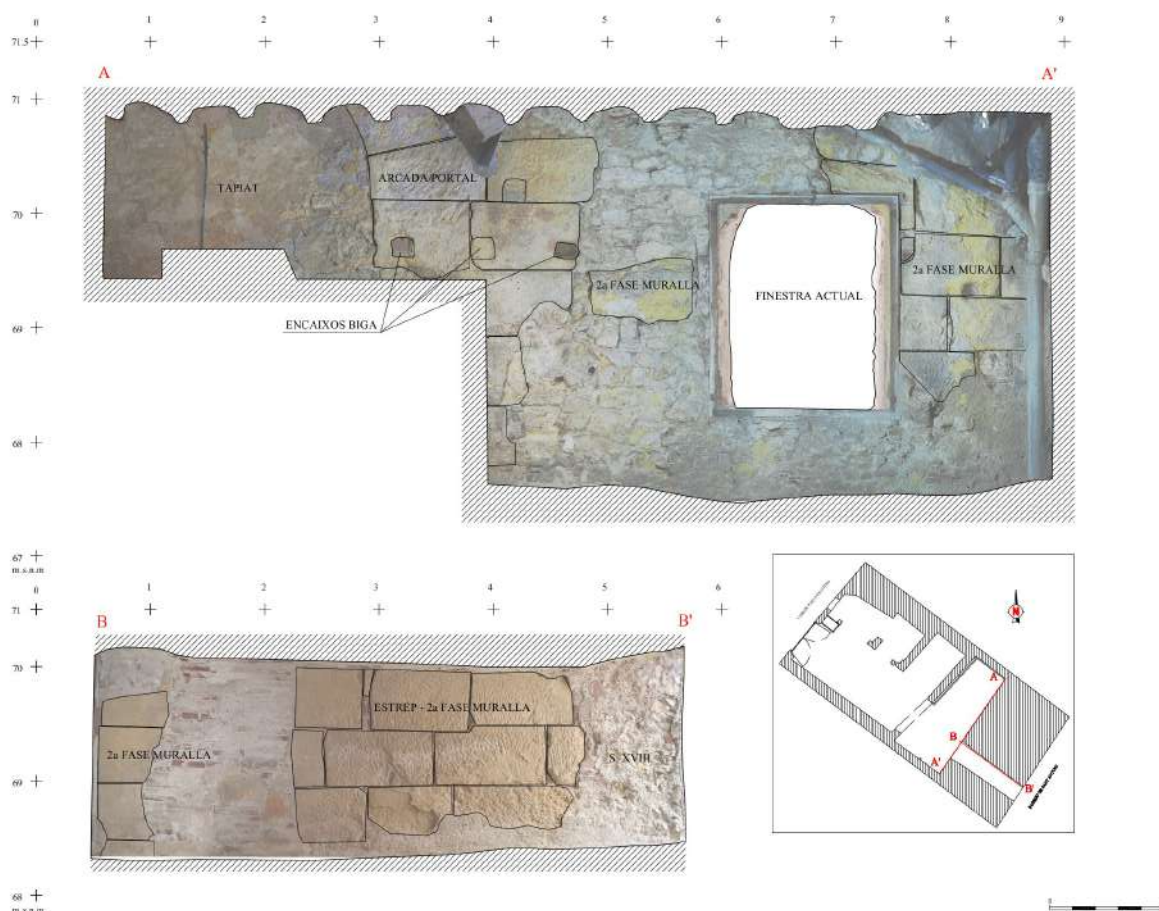 0 1 2 3 4 5 6 7 8 9
71.5
A A'
71
TAPIAT
ARCADA/PORTAL
70
2a FASE MURALLA
2a FASE MURALLA
FINESTRA ACTUAL
ENCAIXOS BIGA
69
68
67
m.s.n.m
0 1 2 3 4 5 6
71
B B'
70
ESTREP - 2a FASE MURALLA
2a FASE MURALLA
S. XVIII
69
68
m.s.n.m
N
A
B
A'
B'
0